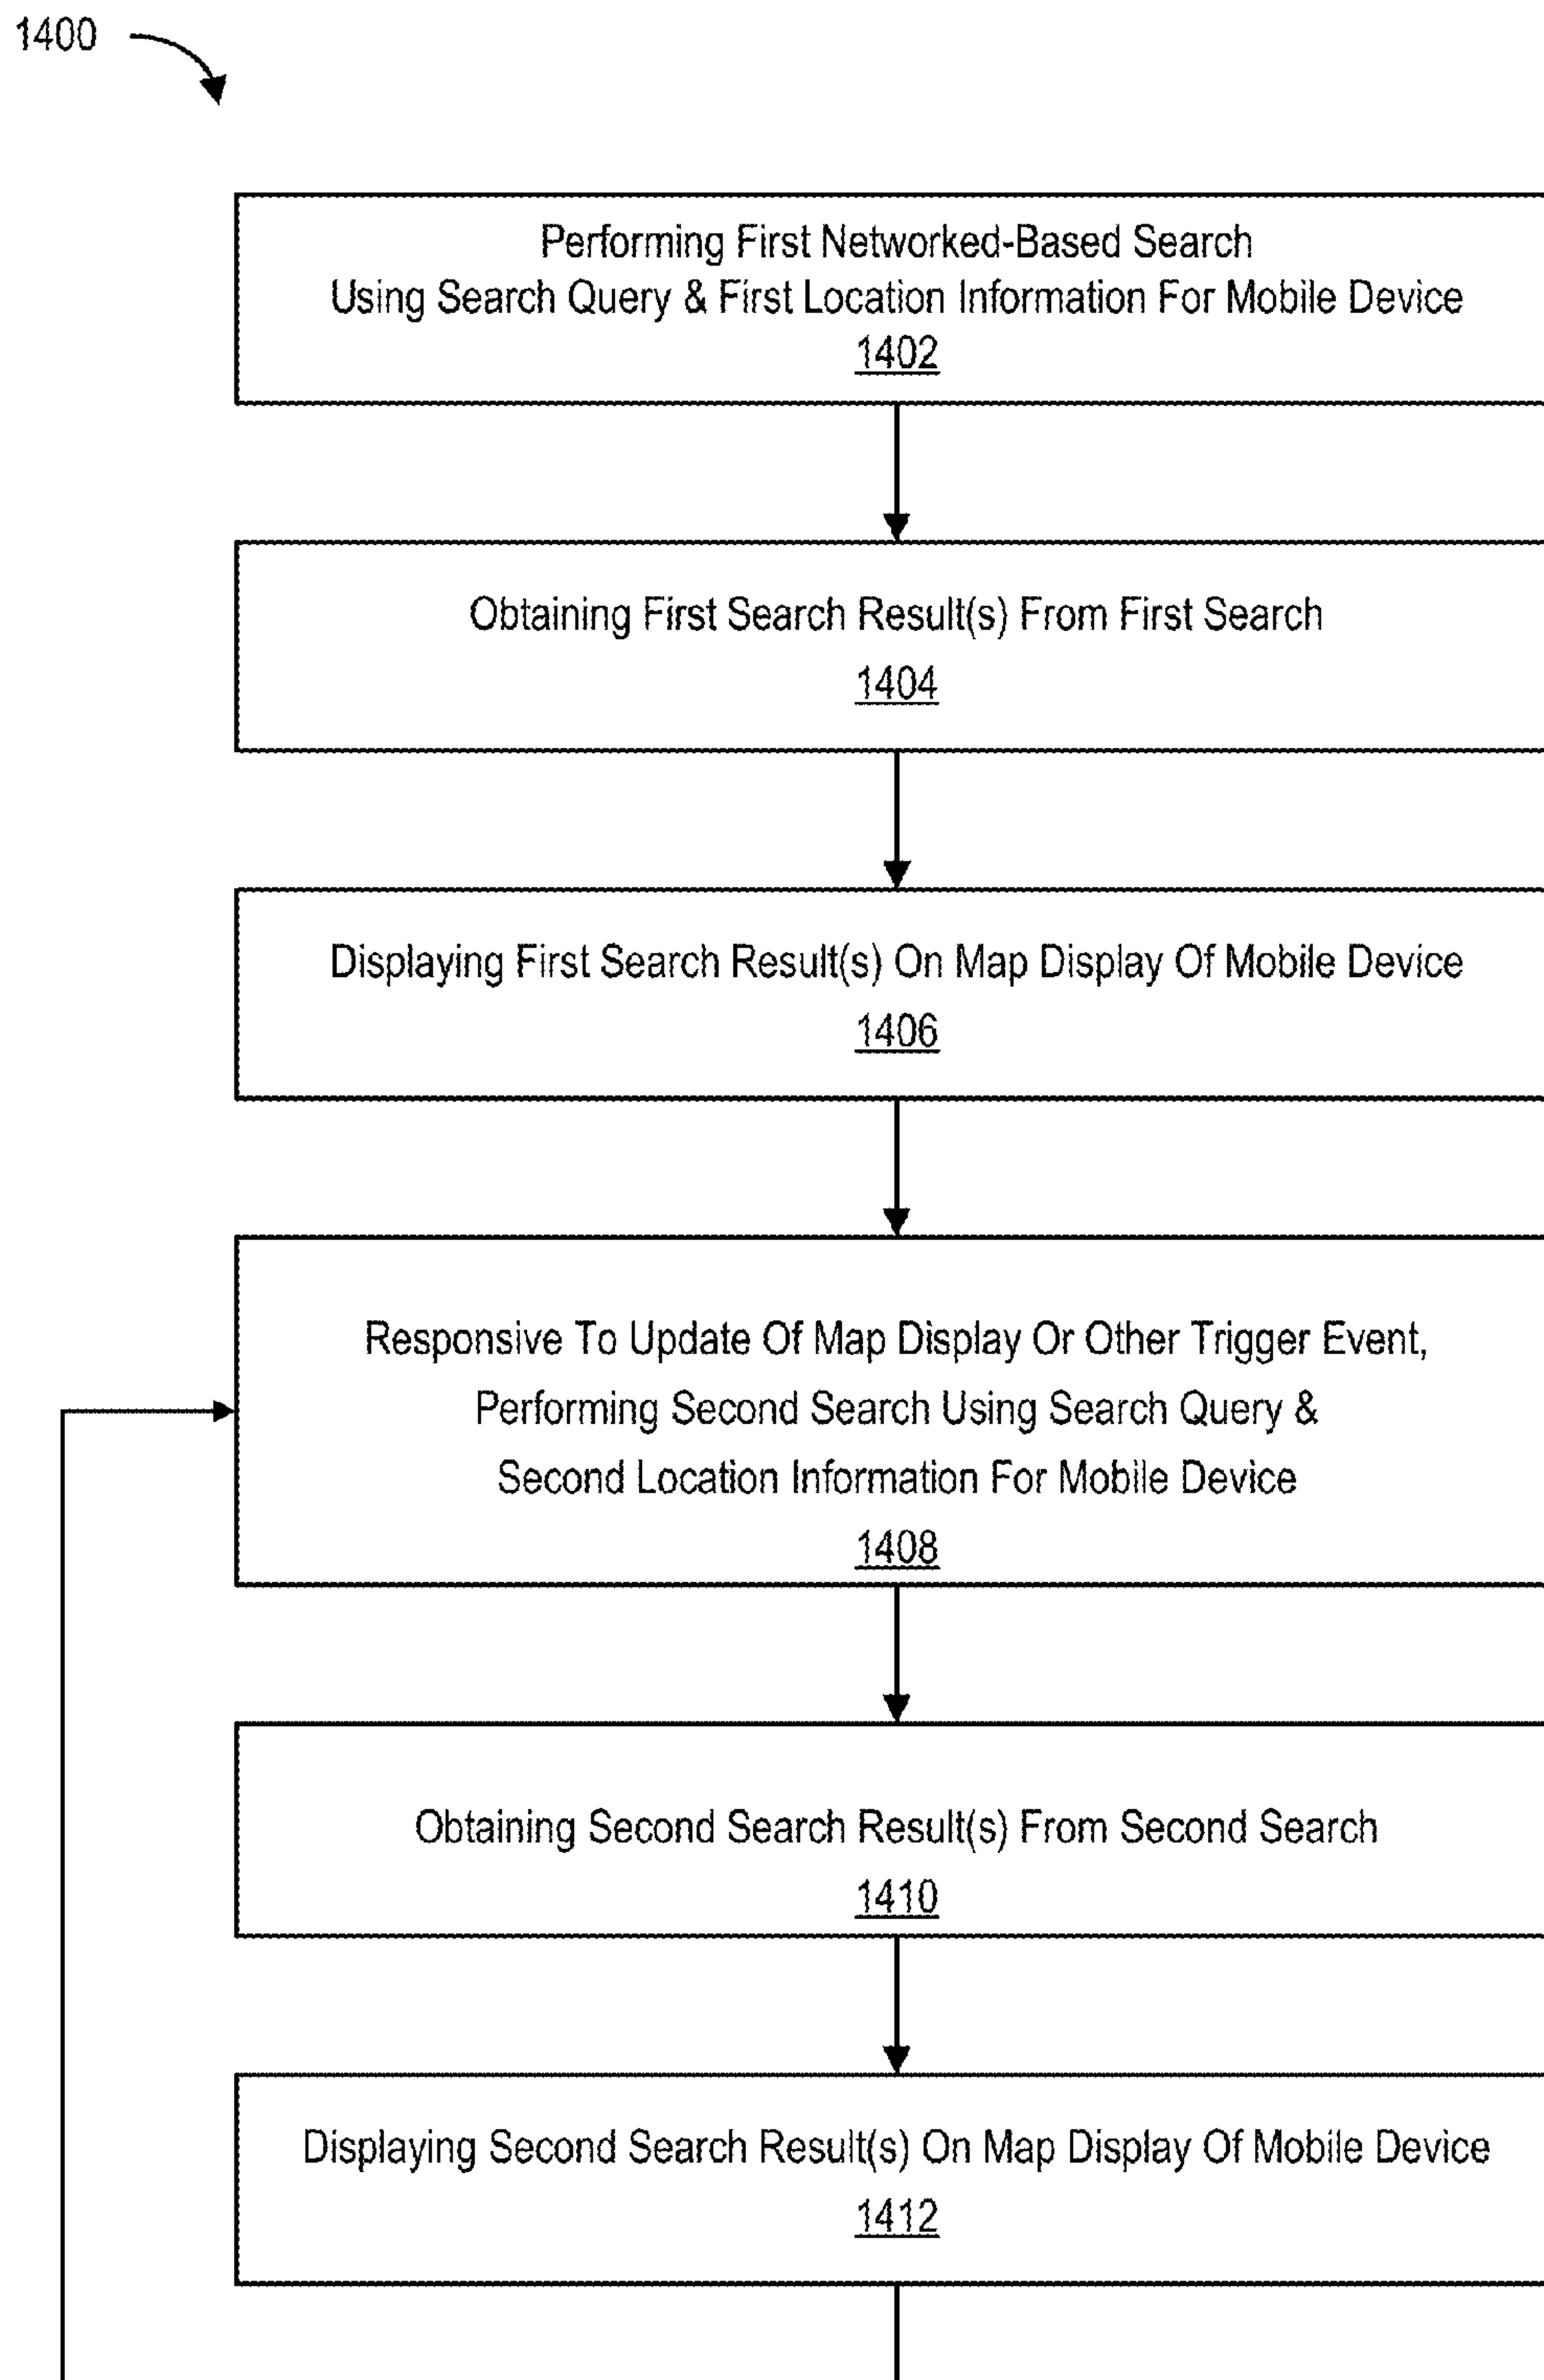 1400
Performing First Networked-Based Search
Using Search Query & First Location Information For Mobile Device
1402
Obtaining First Search Result(s) From First Search
1404
Displaying First Search Result(s) On Map Display Of Mobile Device
1406
Responsive To Update Of Map Display Or Other Trigger Event,
Performing Second Search Using Search Query &
Second Location Information For Mobile Device
1408
Obtaining Second Search Result(s) From Second Search
1410
Displaying Second Search Result(s) On Map Display Of Mobile Device
1412